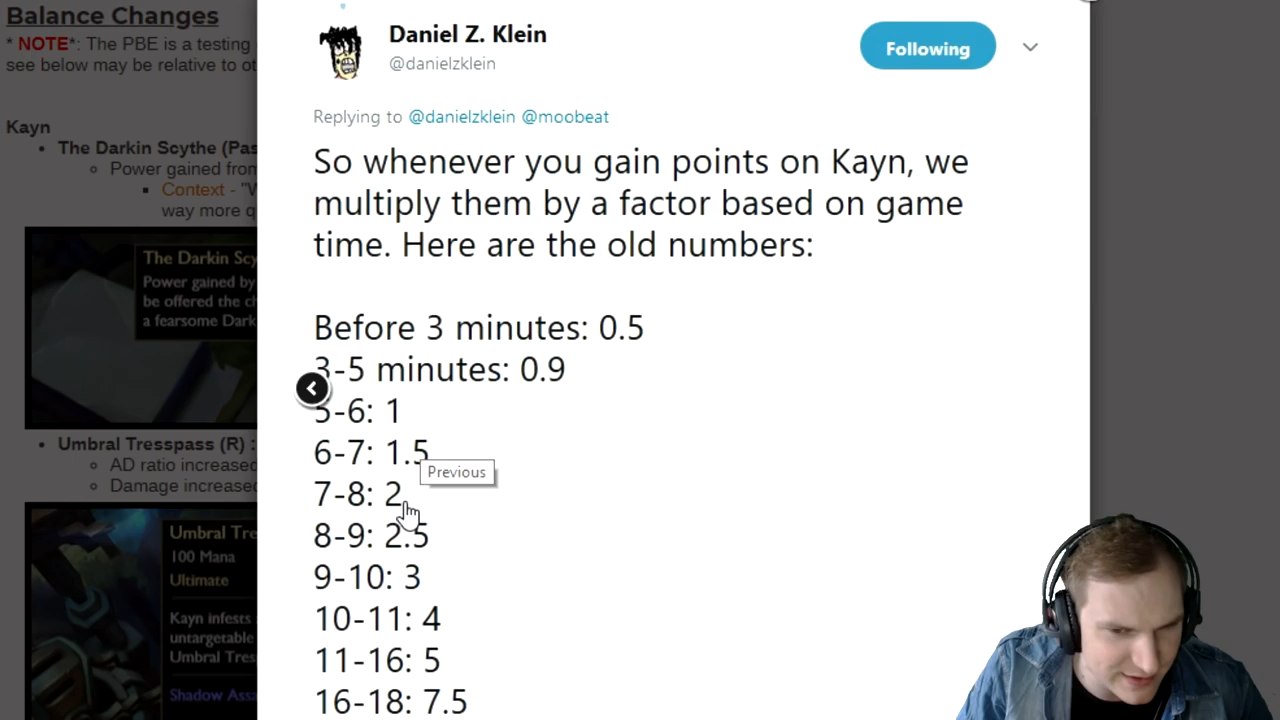 Balance Changes
* NOTE*: The PBE is a testing
see below may be relative to ot
Kayn
• The Darkin Scythe (Pas
Power gained from
Context - "W
way more q
The Darkin Scy
Power gained by
be offered the ch
a fearsome Dark
• Umbral Tresspass (R) :
AD ratio increased
Damage increased
Umbral Tre
100 Mana
Ultimate
Kayn infests
untargetable
Umbral Tres
Shadow Assa
Daniel Z. Klein
@danielzklein
Following
Replying to @danielzklein @moobeat
So whenever you gain points on Kayn, we
multiply them by a factor based on game
time. Here are the old numbers:
Before 3 minutes: 0.5
3-5 minutes: 0.9
5-6: 1
6-7: 1.5
Previous
7-8: 2
8-9: 2.5
9-10: 3
10-11: 4
11-16: 5
16-18: 7.5